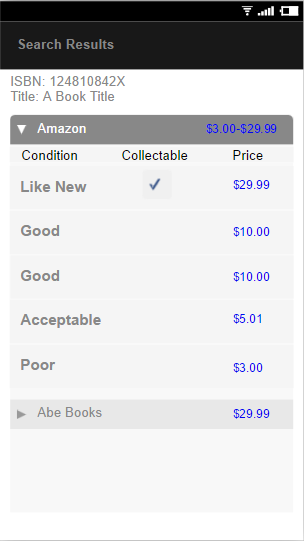 Search Results
ISBN: 124810842X
Title: A Book Title
▼ Amazon $3.00-$29.99
Condition Collectable Price
Like New ✓ $29.99
Good $10.00
Good $10.00
Acceptable $5.01
Poor $3.00
▶ Abe Books $29.99